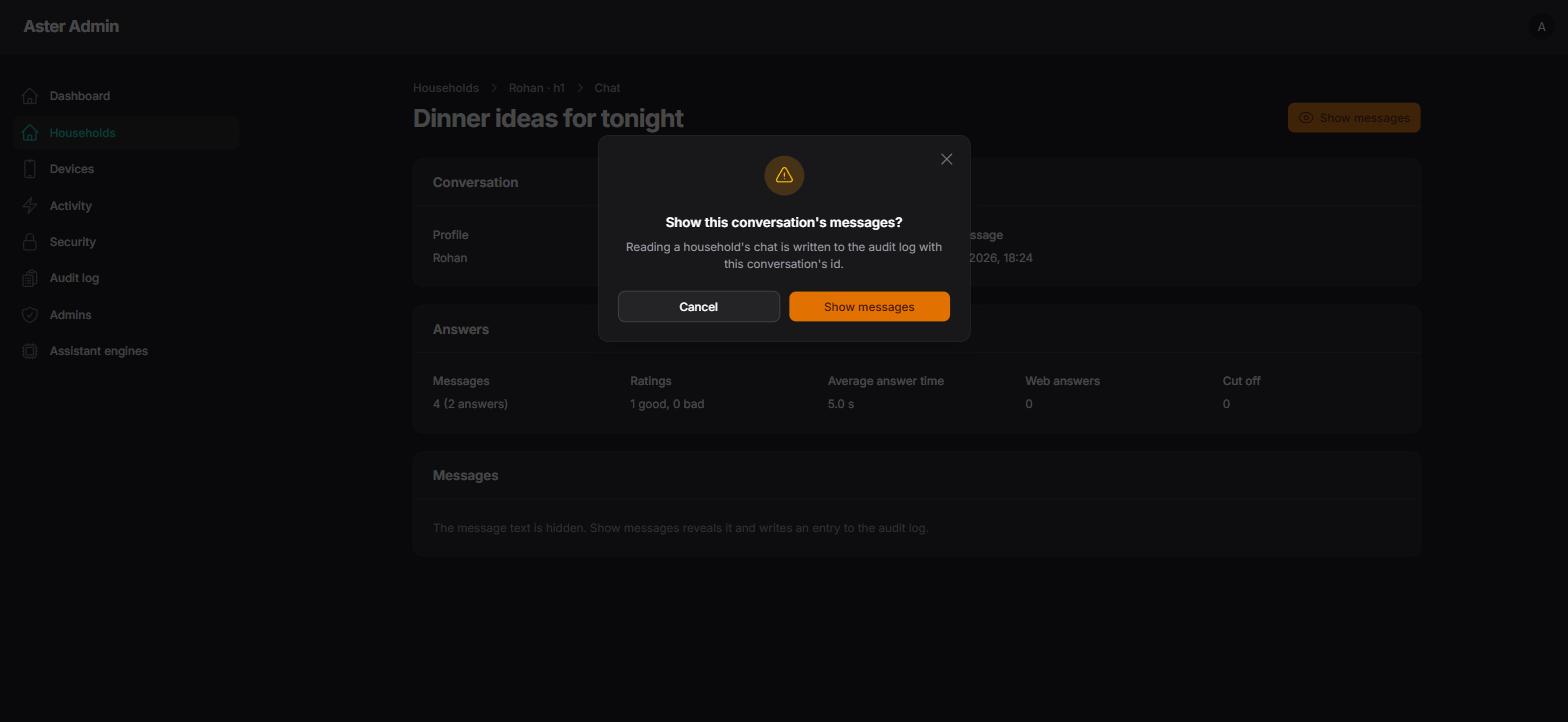 Aster Admin
A
Dashboard
Households
Devices
Activity
Security
Audit log
Admins
Assistant engines
Households > Rohan · h1 > Chat
Dinner ideas for tonight
Show messages
Show this conversation's messages?
Reading a household's chat is written to the audit log with
this conversation's id.
Cancel
Show messages
Conversation
Profile
Rohan
ssage
2026, 18:24
Answers
Messages
4 (2 answers)
Ratings
1 good, 0 bad
Average answer time
5.0 s
Web answers
0
Cut off
0
Messages
The message text is hidden. Show messages reveals it and writes an entry to the audit log.